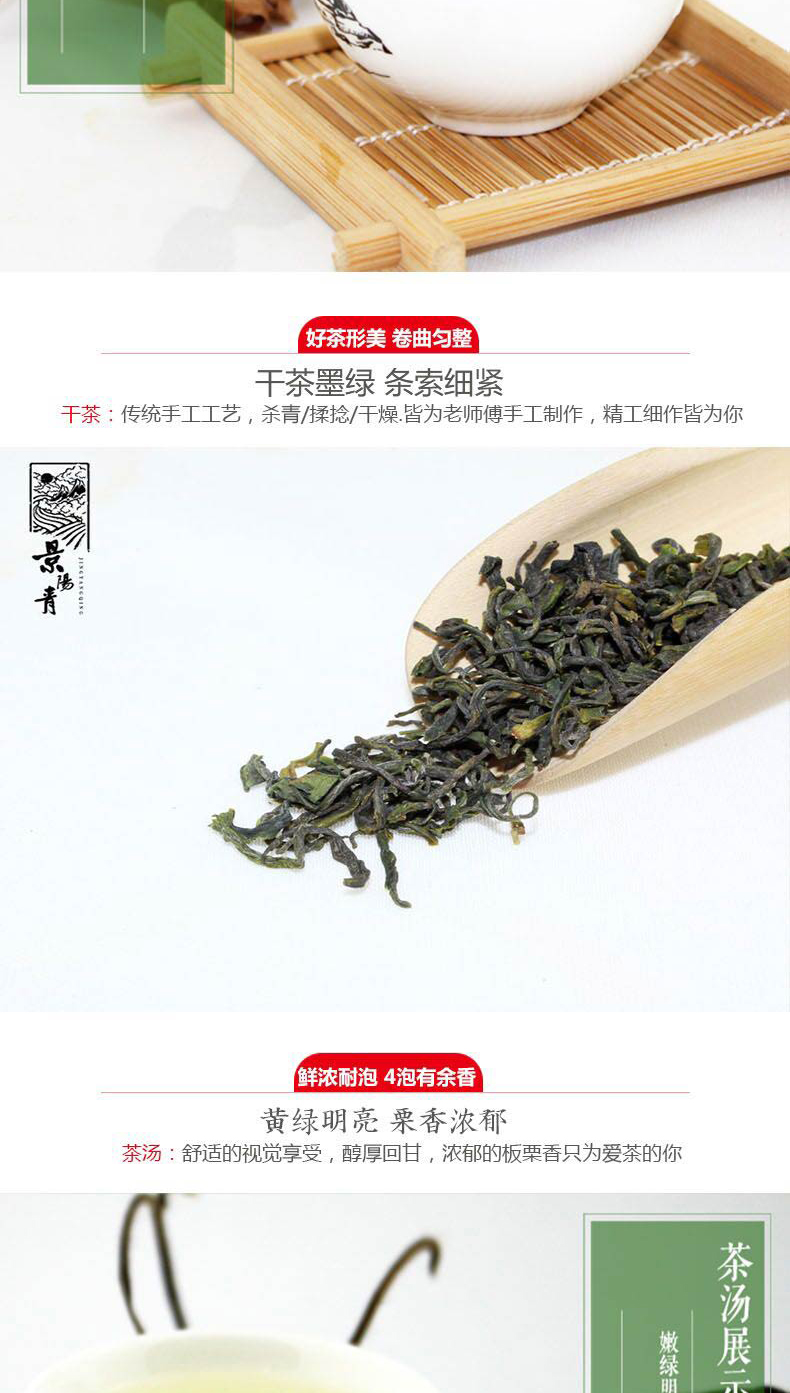 好茶形美 卷曲匀整
干茶墨绿 条索细紧
干茶：传统手工工艺，杀青/揉捻/干燥.皆为老师傅手工制作，精工细作皆为你
景陽青
JINGYANGQING
鲜浓耐泡 4泡有余香
黄绿明亮 栗香浓郁
茶汤：舒适的视觉享受，醇厚回甘，浓郁的板栗香只为爱茶的你
茶汤展示
嫩绿明